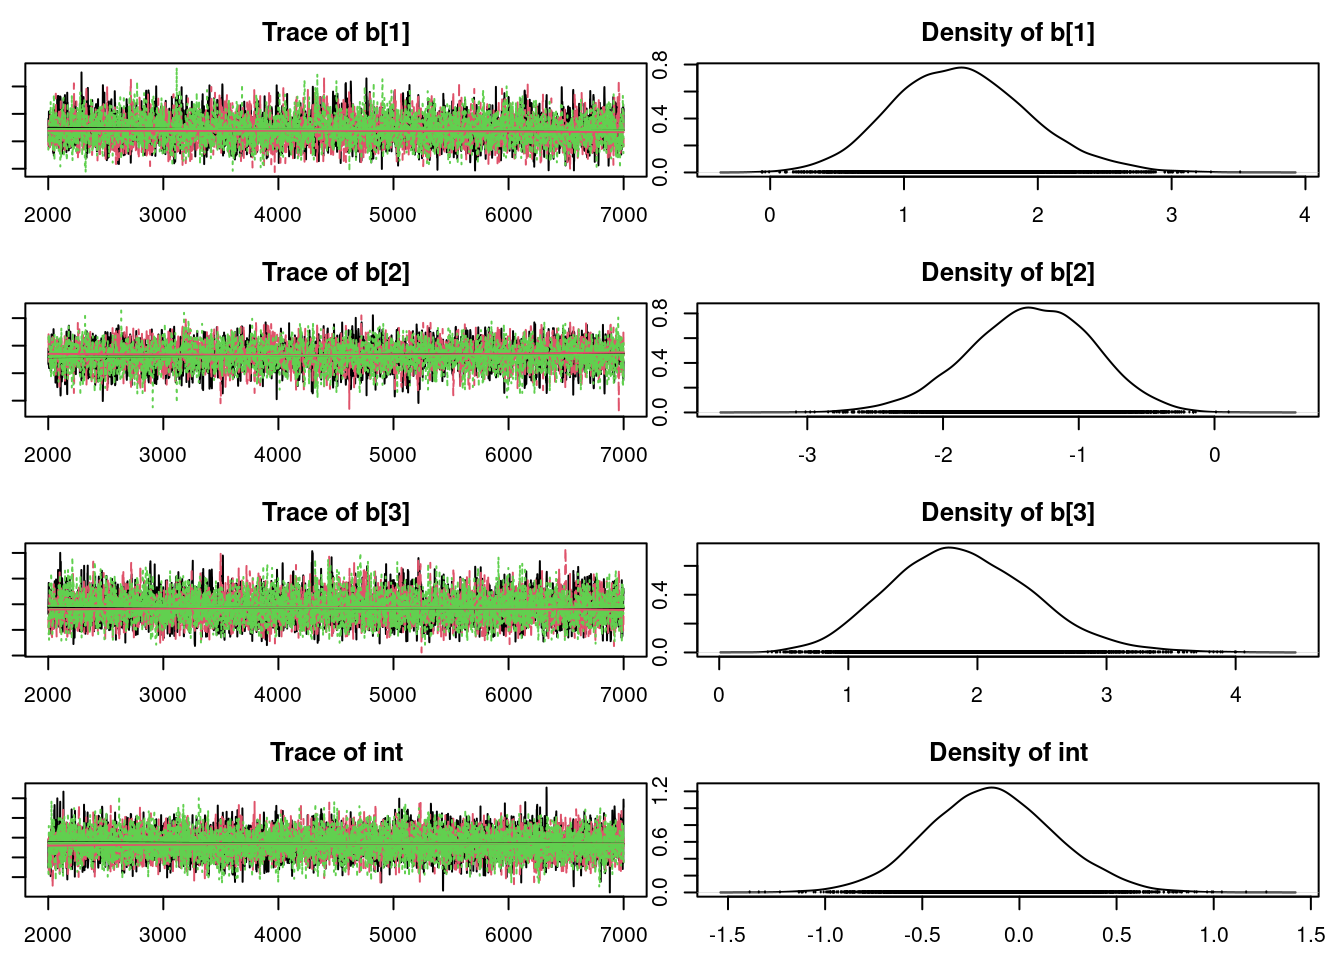 Trace of b[1]
2000 3000 4000 5000 6000 7000
Density of b[1]
0.0 0.4 0.8
0 1 2 3 4
Trace of b[2]
2000 3000 4000 5000 6000 7000
Density of b[2]
0.0 0.4 0.8
-3 -2 -1 0
Trace of b[3]
2000 3000 4000 5000 6000 7000
Density of b[3]
0.0 0.4
0 1 2 3 4
Trace of int
2000 3000 4000 5000 6000 7000
Density of int
0.0 0.6 1.2
-1.5 -1.0 -0.5 0.0 0.5 1.0 1.5